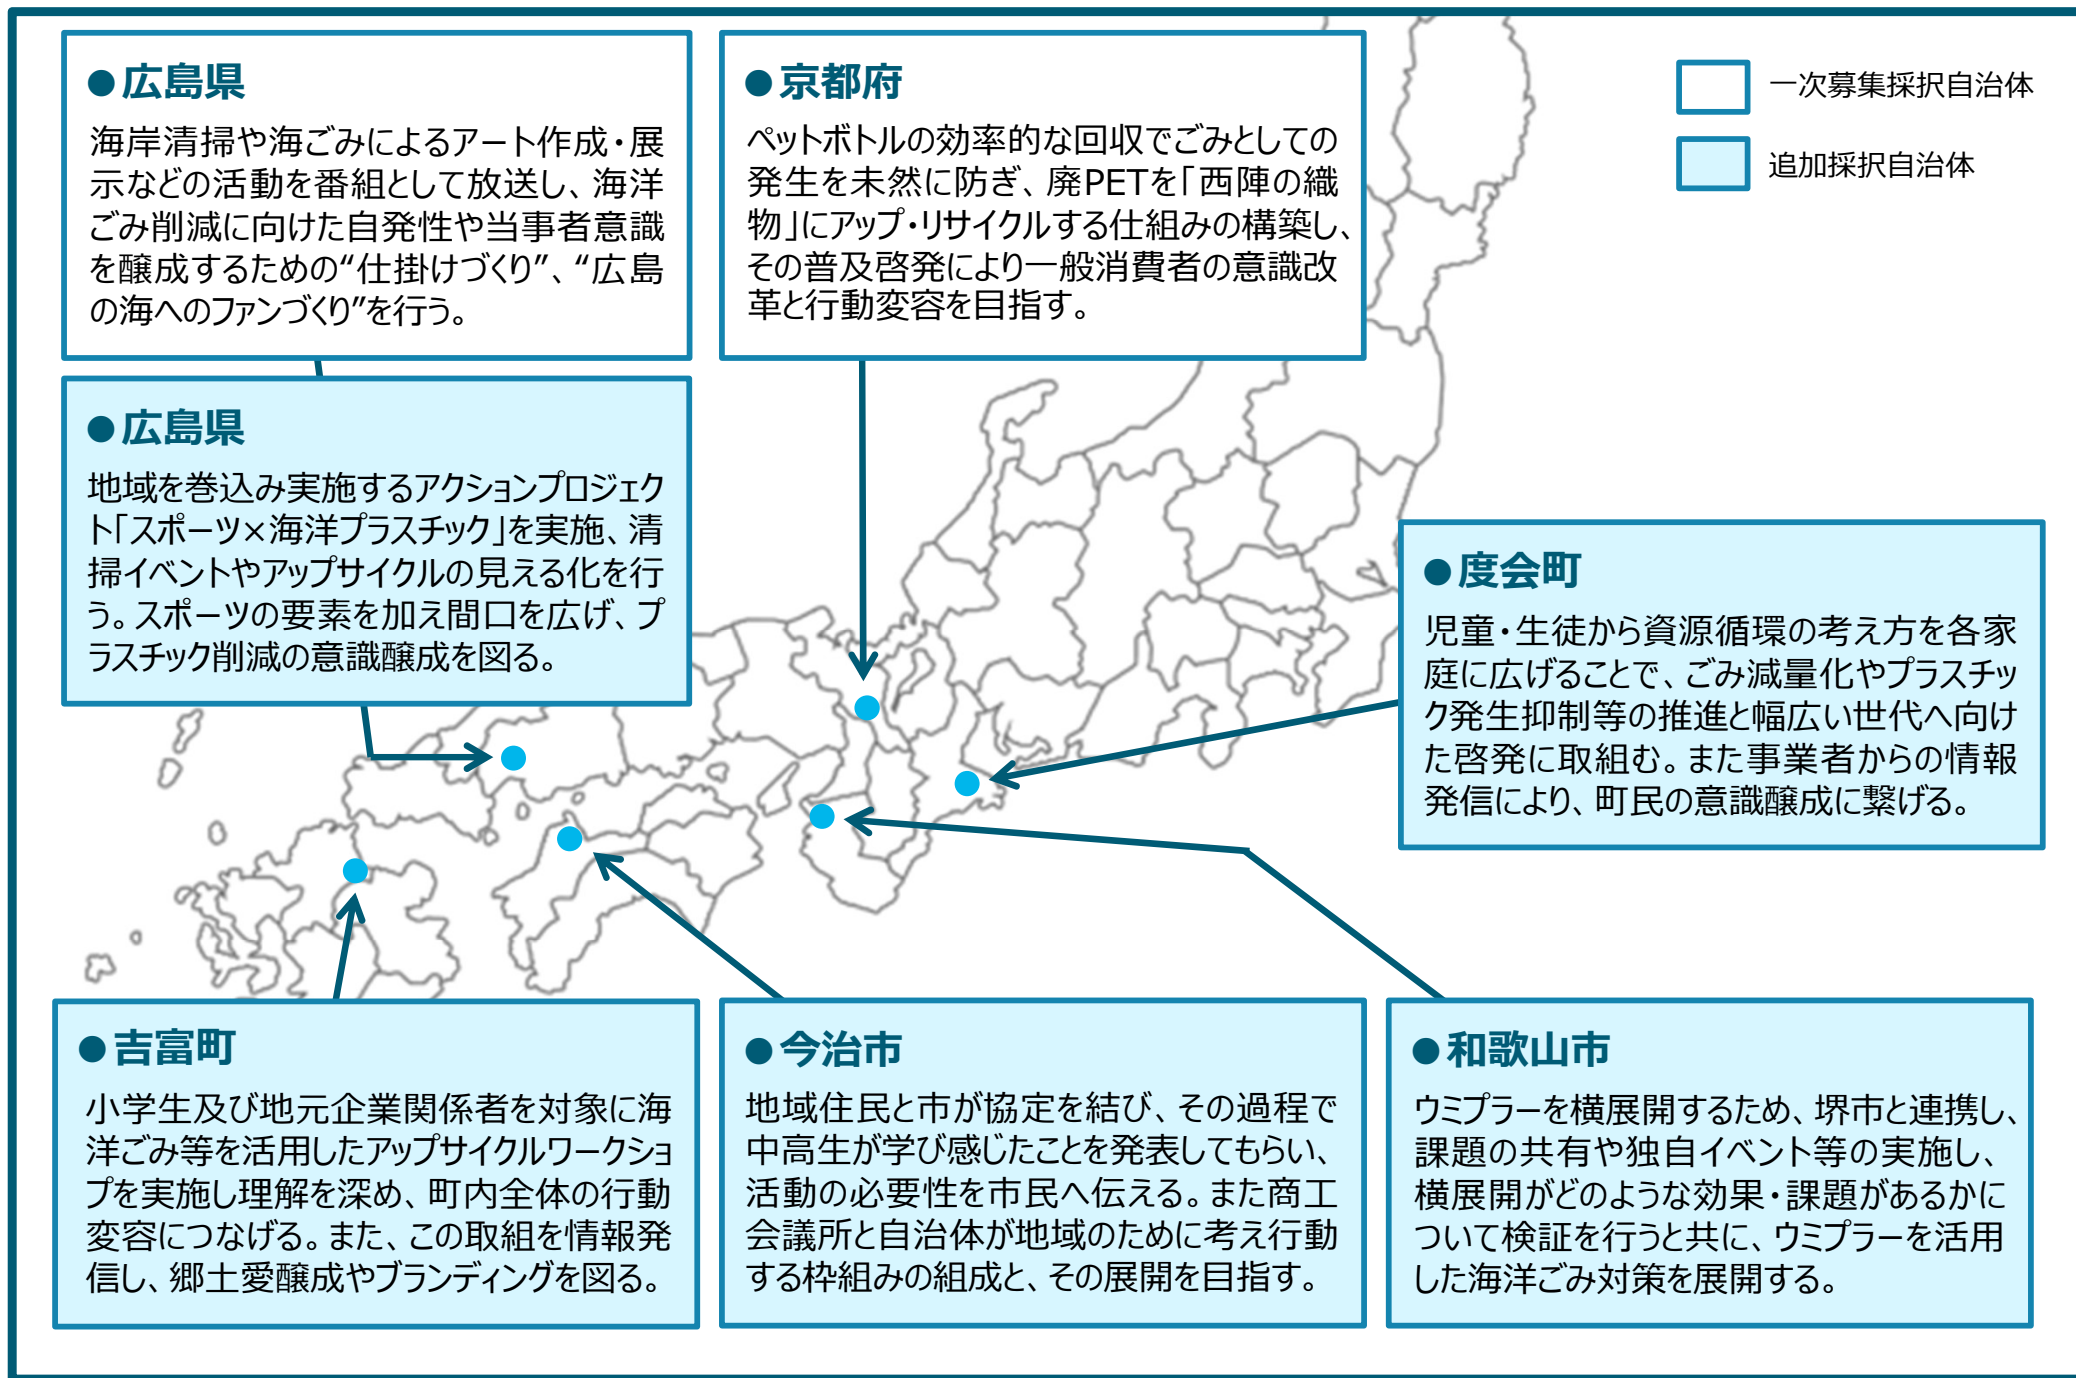 ●広島県
海岸清掃や海ごみによるアート作成・展
示などの活動を番組として放送し、海洋
ごみ削減に向けた自発性や当事者意識
を醸成するための“仕掛けづくり”、“広島
の海へのファンづくり”を行う。
●京都府
ペットボトルの効率的な回収でごみとしての
発生を未然に防ぎ、廃PETを「西陣の織
物」にアップ・リサイクルする仕組みの構築し、
その普及啓発により一般消費者の意識改
革と行動変容を目指す。
一次募集採択自治体
追加採択自治体
●広島県
地域を巻込み実施するアクションプロジェク
ト「スポーツ×海洋プラスチック」を実施、清
掃イベントやアップサイクルの見える化を行
う。スポーツの要素を加え間口を広げ、プ
ラスチック削減の意識醸成を図る。
●度会町
児童・生徒から資源循環の考え方を各家
庭に広げることで、ごみ減量化やプラスチッ
ク発生抑制等の推進と幅広い世代へ向け
た啓発に取組む。また事業者からの情報
発信により、町民の意識醸成に繋げる。
●吉富町
小学生及び地元企業関係者を対象に海
洋ごみ等を活用したアップサイクルワークショ
プを実施し理解を深め、町内全体の行動
変容につなげる。また、この取組を情報発
信し、郷土愛醸成やブランディングを図る。
●今治市
地域住民と市が協定を結び、その過程で
中高生が学び感じたことを発表してもらい、
活動の必要性を市民へ伝える。また商工
会議所と自治体が地域のために考え行動
する枠組みの組成と、その展開を目指す。
●和歌山市
ウミプラーを横展開するため、堺市と連携し、
課題の共有や独自イベント等の実施し、
横展開がどのような効果・課題があるかに
ついて検証を行うと共に、ウミプラーを活用
した海洋ごみ対策を展開する。